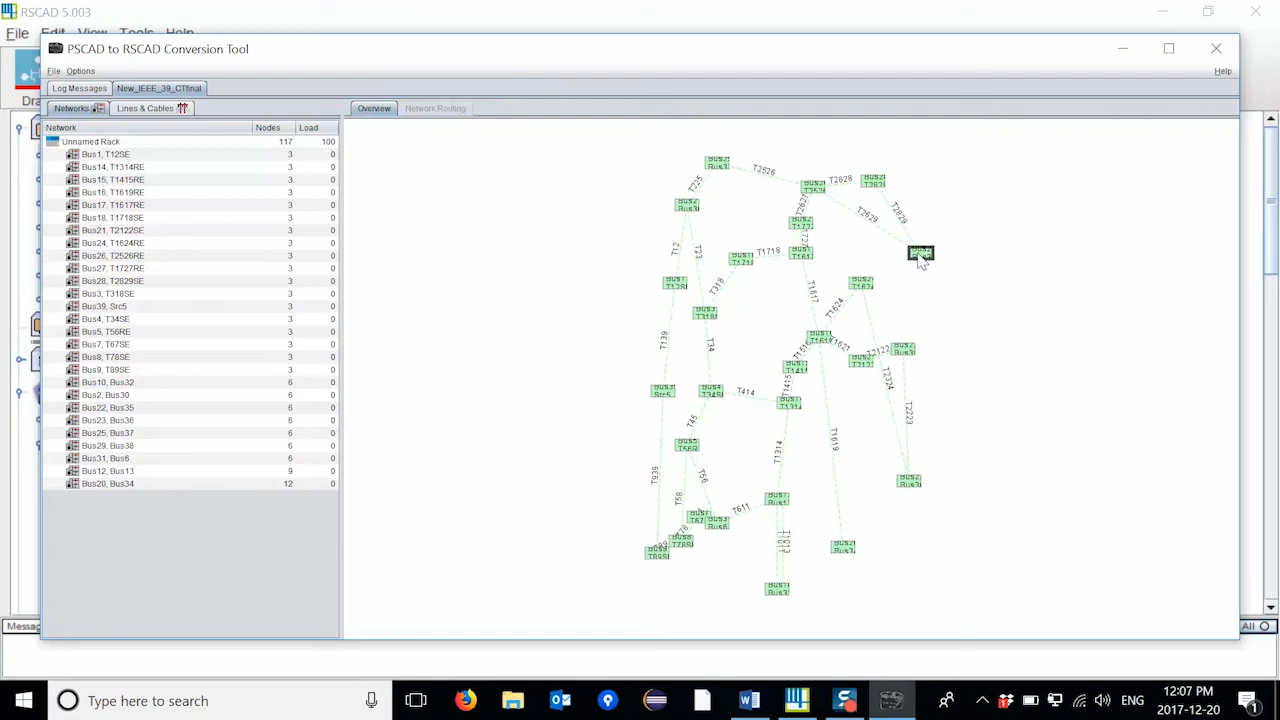 RSCAD 5.003
File Edit View Tools Help
PSCAD to RSCAD Conversion Tool
File Options
Help
Log Messages New_IEEE_39_CTfinal
Networks Lines & Cables Overview Network Routing
Network Nodes Load
Unnamed Rack 117 100
Bus1, T12SE 3 0
Bus14, T1314RE 3 0
Bus15, T1415RE 3 0
Bus16, T1619RE 3 0
Bus17, T1617RE 3 0
Bus18, T1718SE 3 0
Bus21, T2122SE 3 0
Bus24, T1624RE 3 0
Bus26, T2526RE 3 0
Bus27, T1727RE 3 0
Bus28, T2829SE 3 0
Bus3, T318SE 3 0
Bus39, Src5 3 0
Bus4, T34SE 3 0
Bus5, T56RE 3 0
Bus7, T67SE 3 0
Bus8, T78SE 3 0
Bus9, T89SE 3 0
Bus10, Bus32 6 0
Bus2, Bus30 6 0
Bus22, Bus35 6 0
Bus23, Bus36 6 0
Bus25, Bus37 6 0
Bus29, Bus38 6 0
Bus31, Bus6 6 0
Bus12, Bus13 9 0
Bus20, Bus34 12 0
T2526
T2628
T225
T2627
T2829
T2629
T12
T23
T1718
T318
T1617
T1624
T139
T34
T1516
T1621
T2122
T1415
T2324
T414
T45
T2223
T1314
T1619
T939
T56
T58
T611
T78
Messag
All
Type here to search
ENG
12:07 PM
2017-12-20